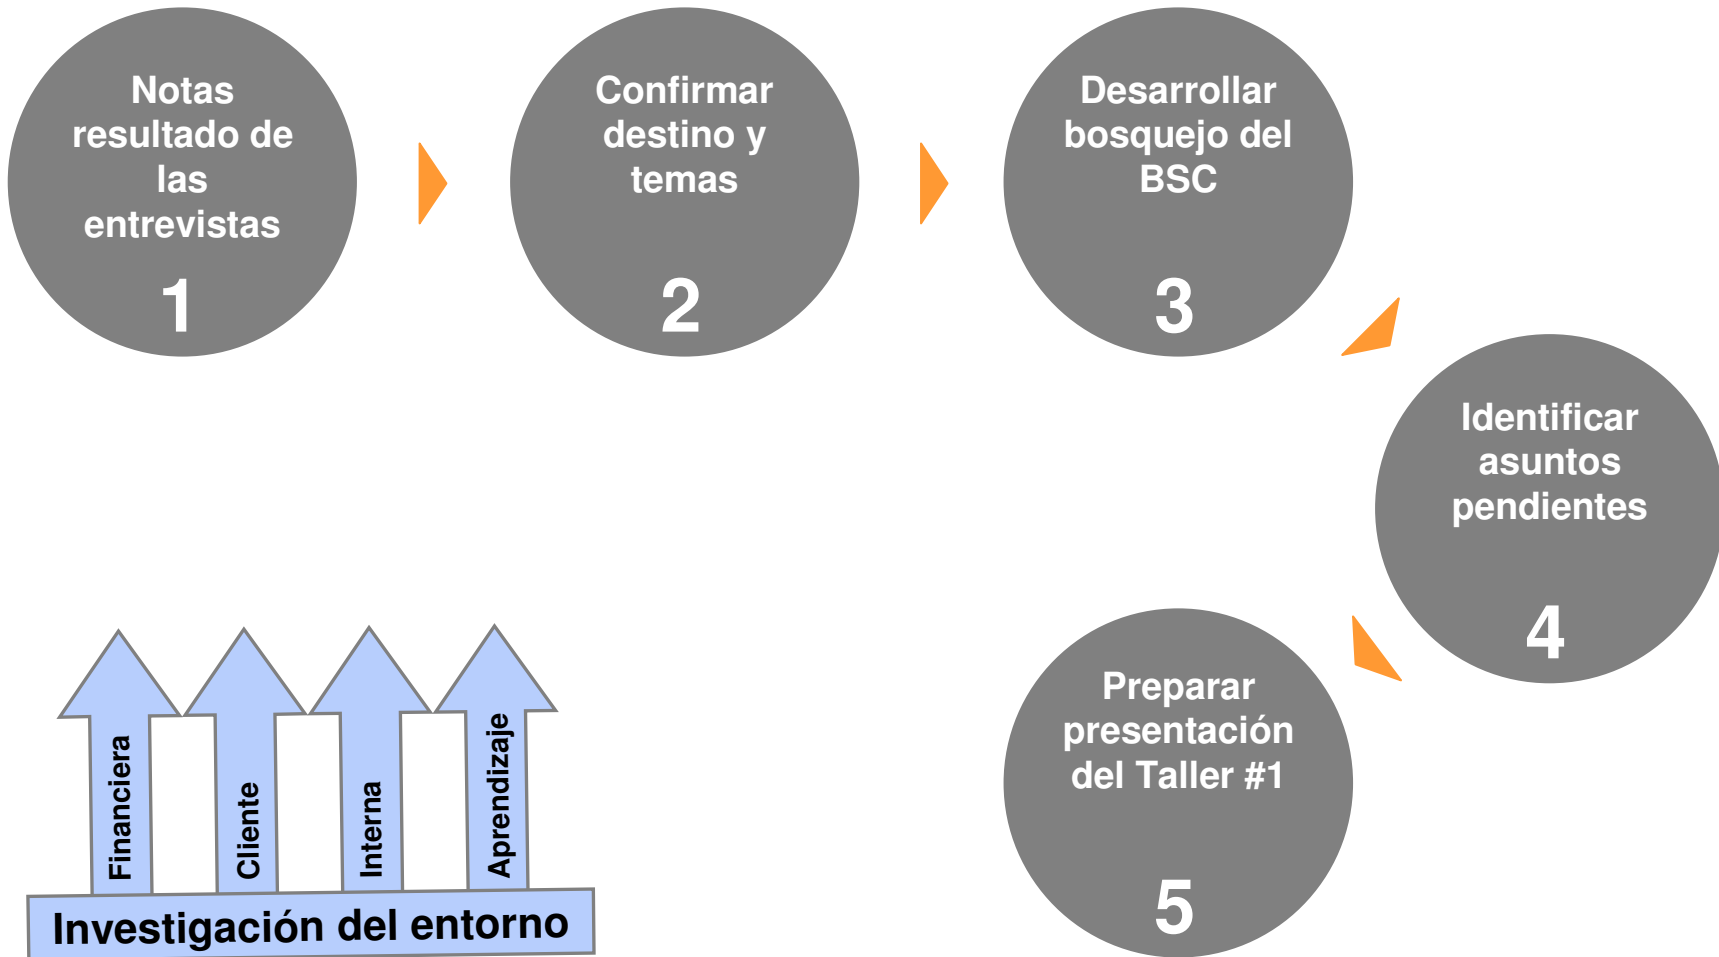 Notas
resultado de
las
entrevistas
1
Confirmar
destino y
temas
2
Desarrollar
bosquejo del
BSC
3
Identificar
asuntos
pendientes
4
Preparar
presentación
del Taller #1
5
Financiera
Cliente
Interna
Aprendizaje
Investigación del entorno